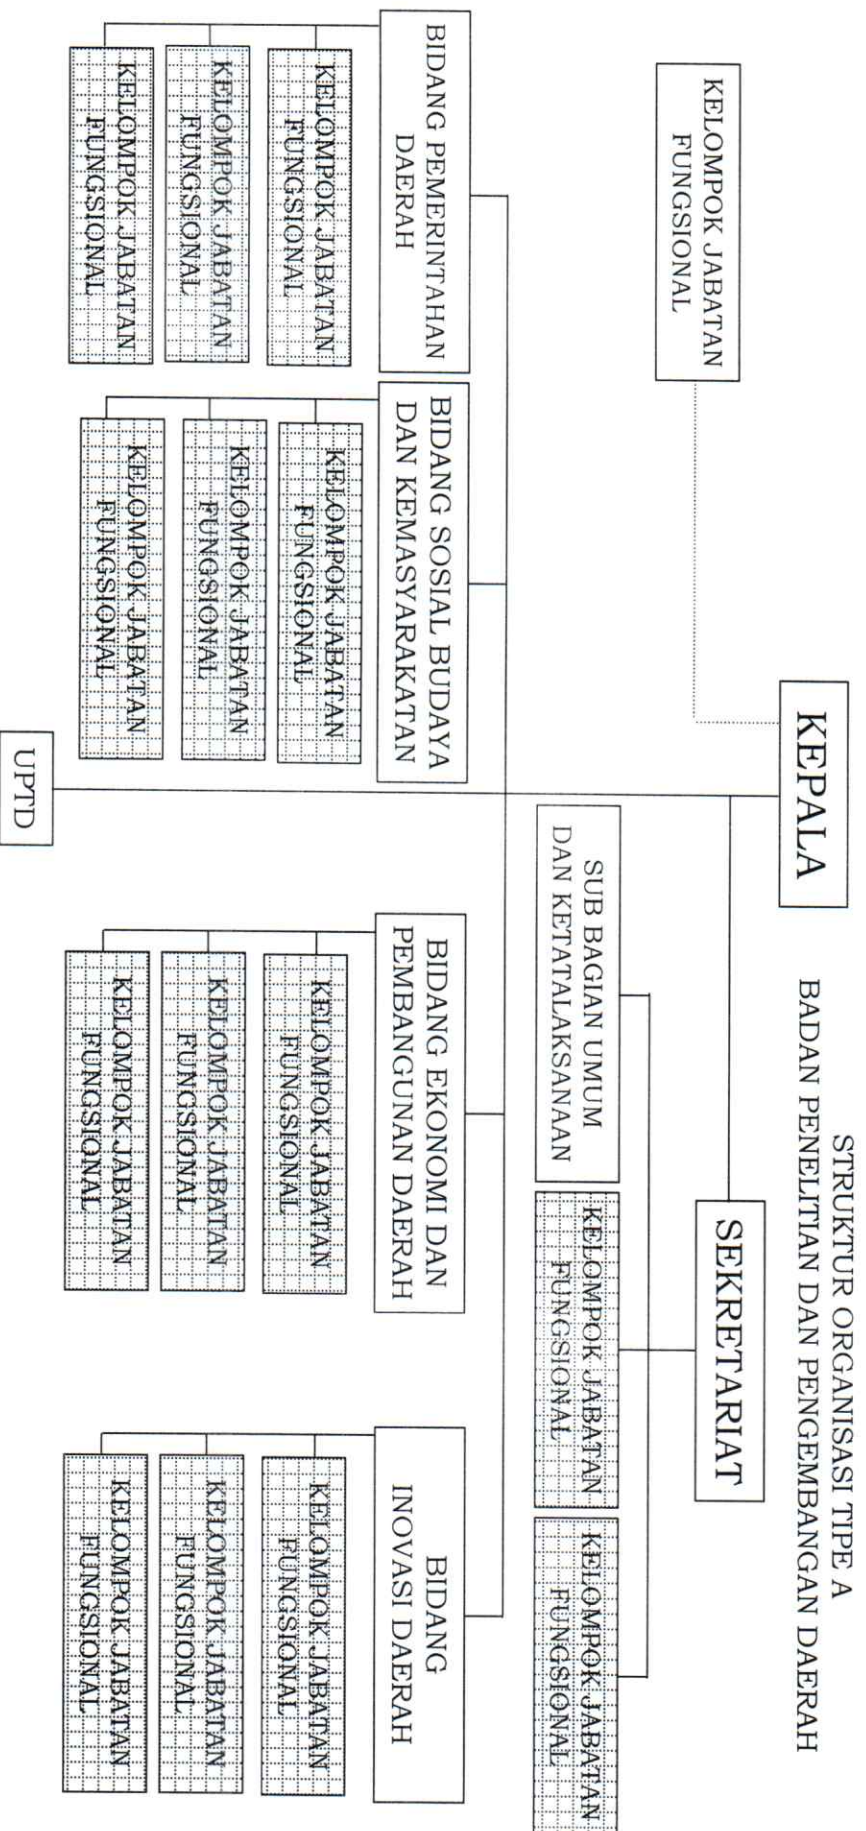 STRUKTUR ORGANISASI TIPE A
BADAN PENELITIAN DAN PENGEMBANGAN DAERAH
KEPALA
KELOMPOK JABATAN
FUNGSIONAL
SEKRETARIAT
SUB BAGIAN UMUM
DAN KETATALAKSANAAN
KELOMPOK JABATAN
FUNGSIONAL
KELOMPOK JABATAN
FUNGSIONAL
BIDANG PEMERINTAHAN
DAERAH
KELOMPOK JABATAN
FUNGSIONAL
KELOMPOK JABATAN
FUNGSIONAL
KELOMPOK JABATAN
FUNGSIONAL
BIDANG SOSIAL BUDAYA
DAN KEMASYARAKATAN
KELOMPOK JABATAN
FUNGSIONAL
KELOMPOK JABATAN
FUNGSIONAL
KELOMPOK JABATAN
FUNGSIONAL
BIDANG EKONOMI DAN
PEMBANGUNAN DAERAH
KELOMPOK JABATAN
FUNGSIONAL
KELOMPOK JABATAN
FUNGSIONAL
KELOMPOK JABATAN
FUNGSIONAL
BIDANG
INOVASI DAERAH
KELOMPOK JABATAN
FUNGSIONAL
KELOMPOK JABATAN
FUNGSIONAL
KELOMPOK JABATAN
FUNGSIONAL
UPTD